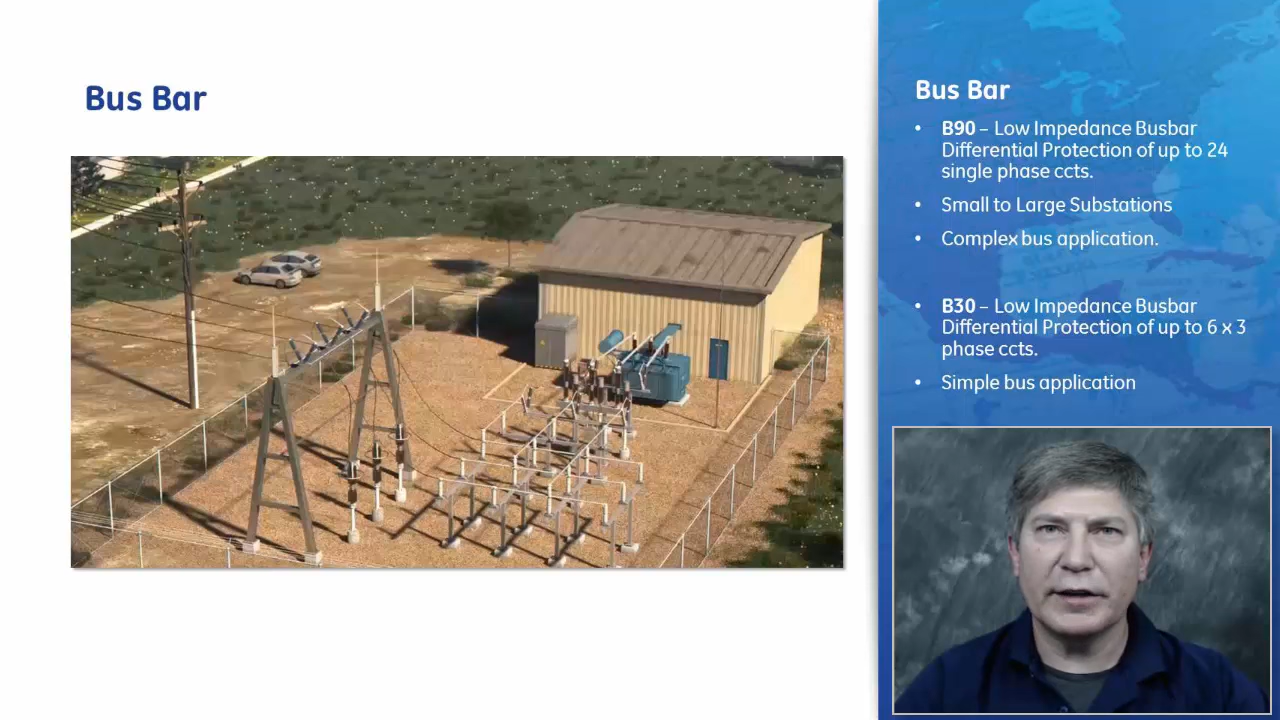 Bus Bar
Bus Bar
• B90 – Low Impedance Busbar
Differential Protection of up to 24
single phase ccts.
• Small to Large Substations
• Complex bus application.
• B30 – Low Impedance Busbar
Differential Protection of up to 6 x 3
phase ccts.
• Simple bus application